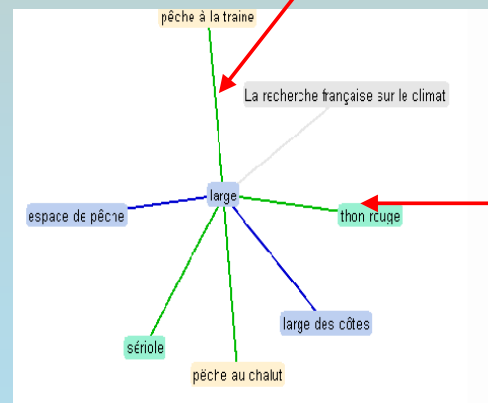 pêche à la traine
La recherche française sur le climat
large
espace de pêche
thon rouge
large des côtes
sériole
pêche au chalut